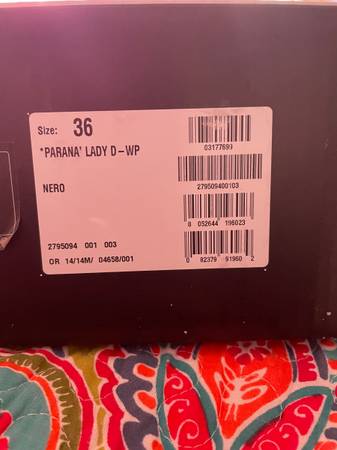 Size: 36
*PARANA' LADY D-WP
NERO
2795094 001 003
OR 14/14M/ 04658/001
03177699
279509400103
8 052644 196023
0 82379 91960 2